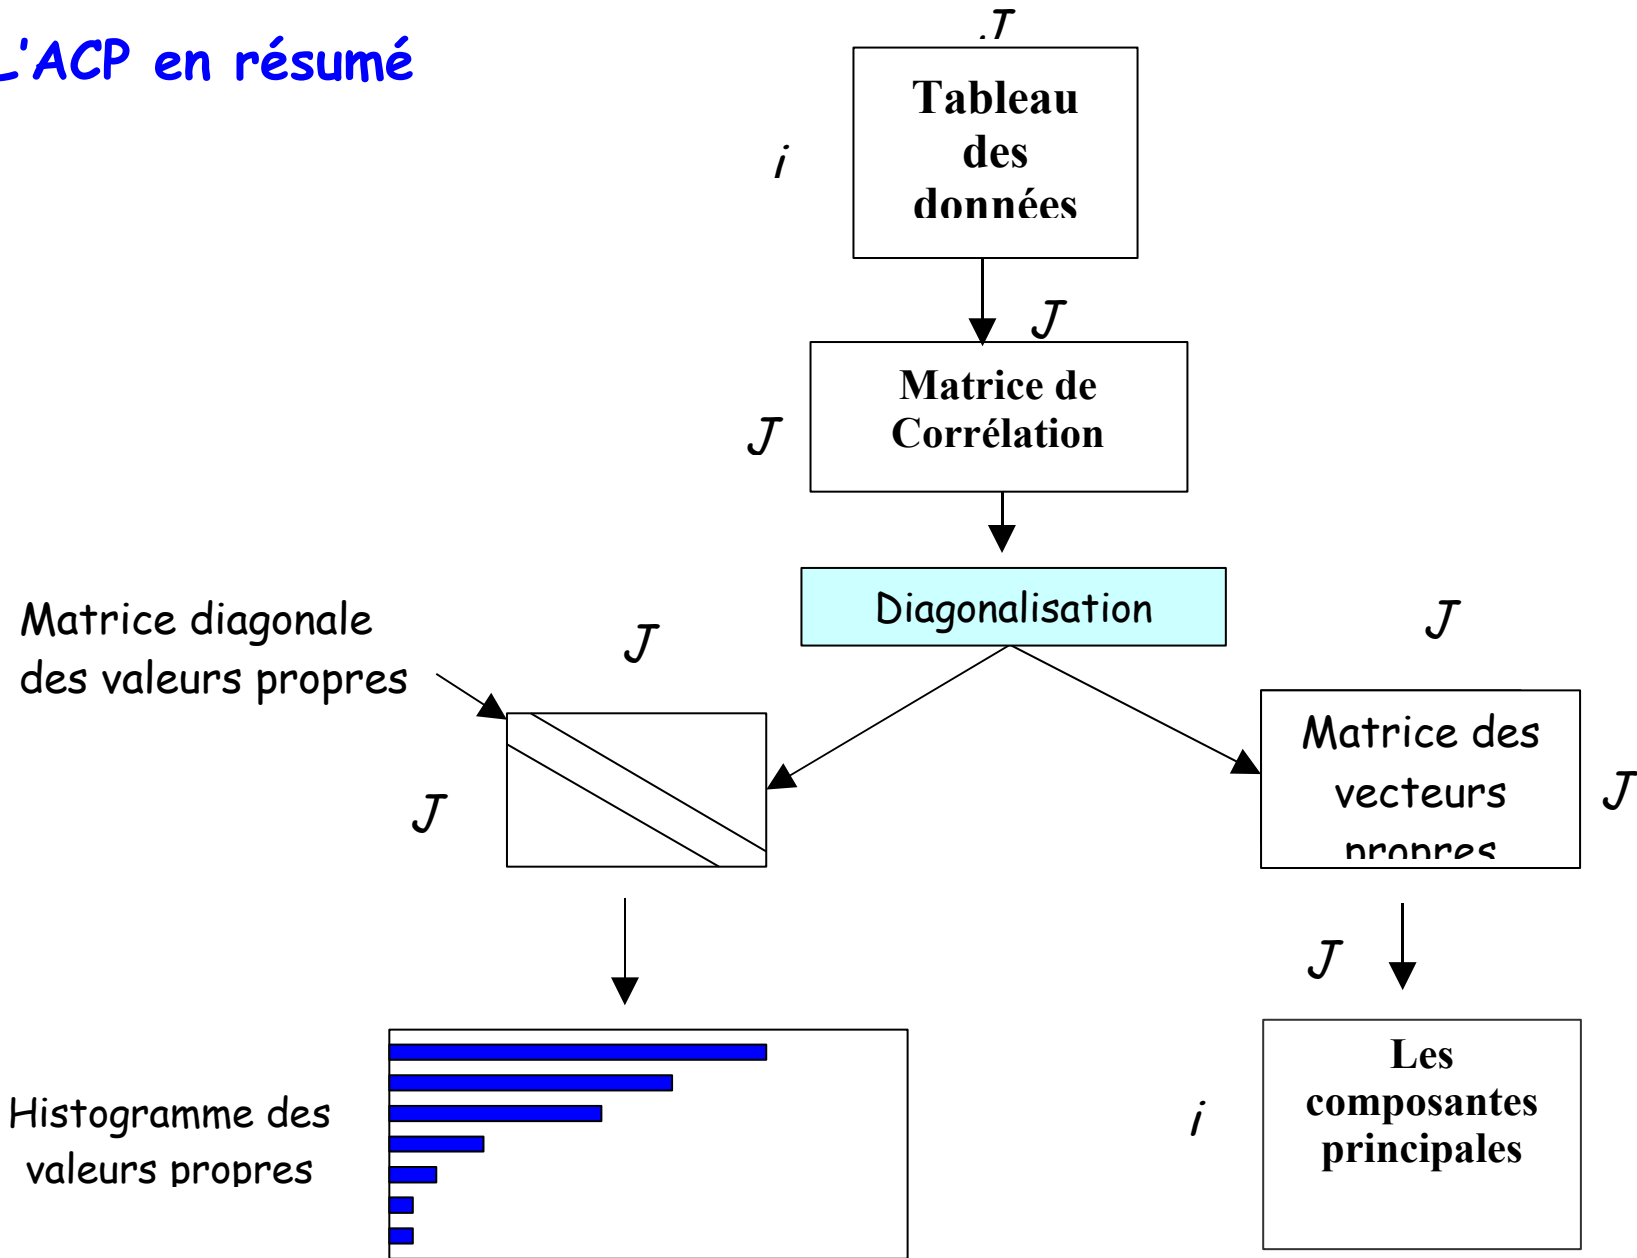 L'ACP en résumé
J
Tableau
des
données
i
J
Matrice de
Corrélation
J
Diagonalisation
Matrice diagonale
des valeurs propres
J
J
J
Matrice des
vecteurs
propres
J
J
Histogramme des
valeurs propres
i
Les
composantes
principales